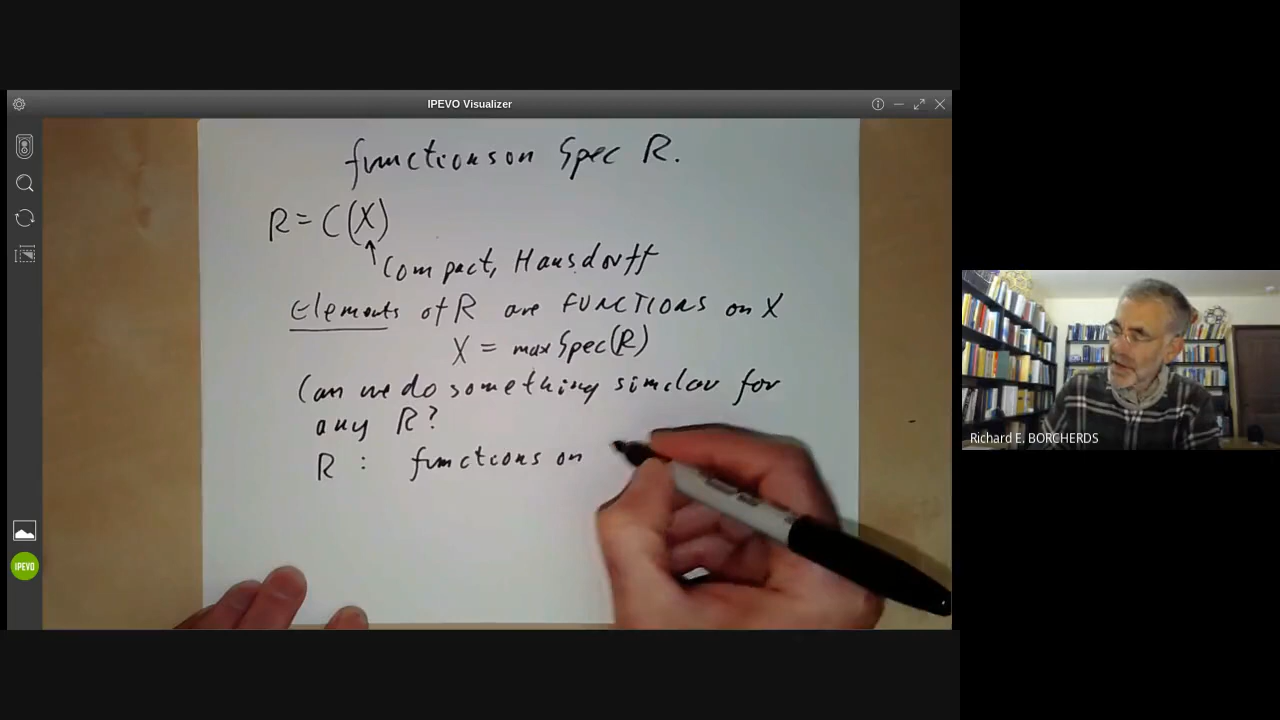 IPEVO Visualizer
functions on Spec R.
R = C(X)
↑ Compact, Hausdorff
Elements of R are FUNCTIONS on X
X = max Spec(R)
Can we do something similar for
any R?
R : functions on
IPEVO
Richard E. BORCHERDS